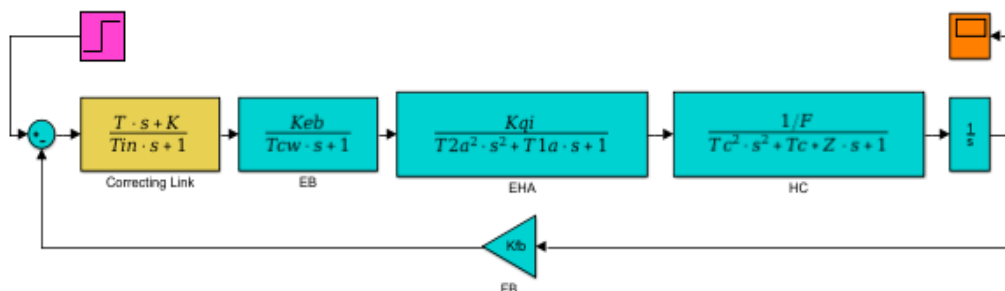 +
-
T · s + K
Tin · s + 1
Correcting Link
Keb
Tcw · s + 1
EB
Kqi
T2a² · s² + T1a · s + 1
EHA
1/F
Tc² · s² + Tc * Z · s + 1
HC
1
s
Kfb
FB